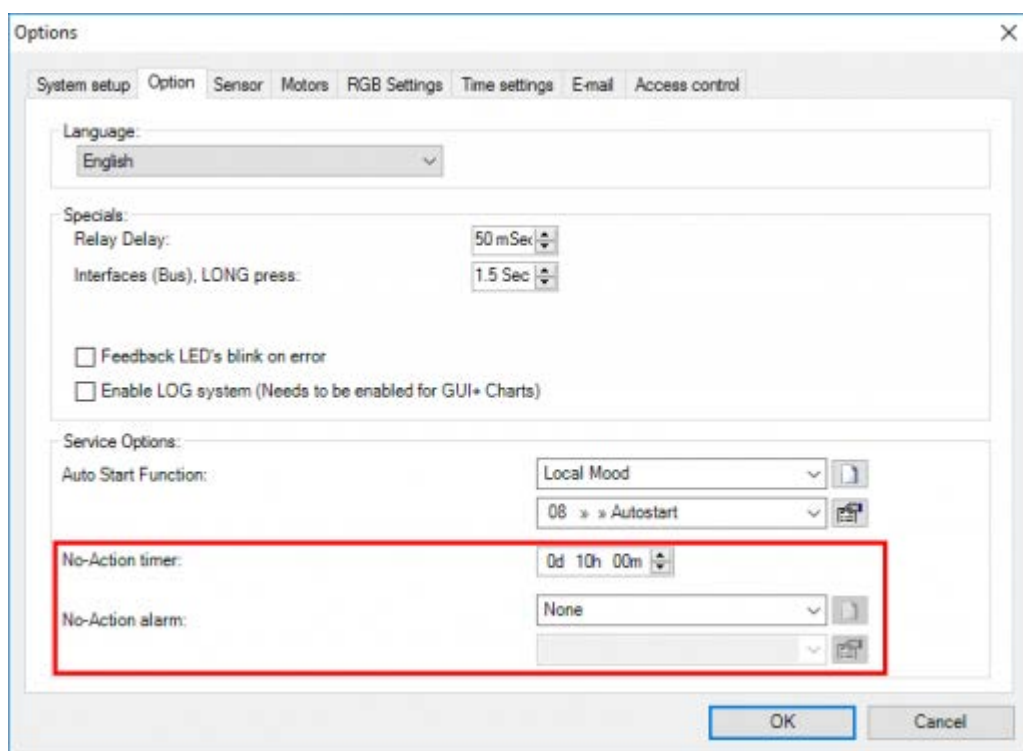 Options
System setup Option Sensor Motors RGB Settings Time settings E-mail Access control
Language:
English
Specials:
Relay Delay: 50 mSec
Interfaces (Bus), LONG press: 1.5 Sec
Feedback LED's blink on error
Enable LOG system (Needs to be enabled for GUI+ Charts)
Service Options:
Auto Start Function: Local Mood
08 » » Autostart
No-Action timer: 0d 10h 00m
No-Action alarm: None
OK Cancel